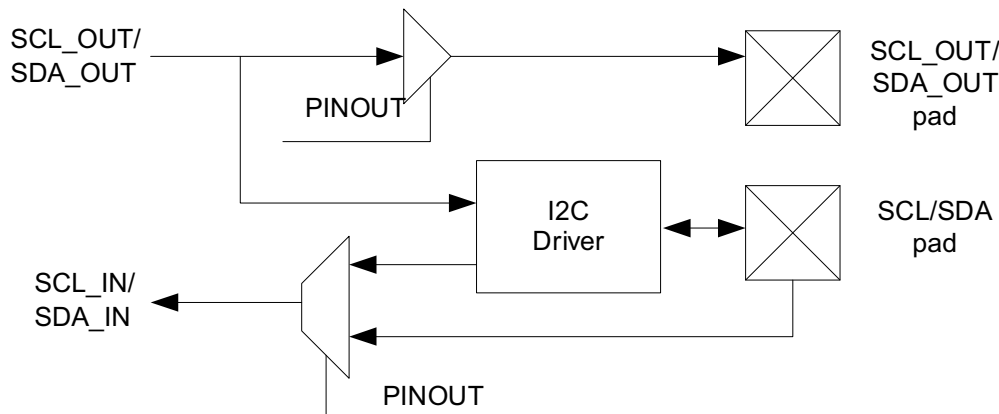 SCL_OUT/
SDA_OUT
PINOUT
SCL_OUT/
SDA_OUT
pad
I2C
Driver
SCL/SDA
pad
SCL_IN/
SDA_IN
PINOUT